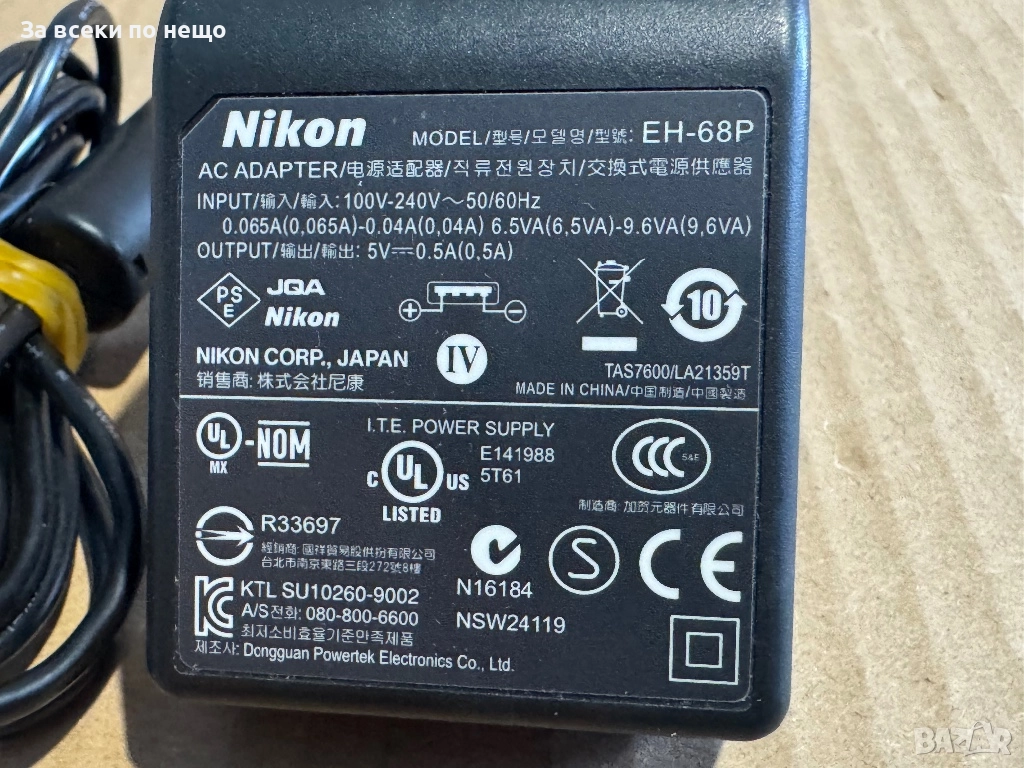 За всеки по нещо
Nikon MODEL/型号/모델명/型號: EH-68P
AC ADAPTER/电源适配器/직류전원장치/交換式電源供應器
INPUT/输入/輸入: 100V-240V～50/60Hz
0.065A(0,065A)-0.04A(0,04A) 6.5VA(6,5VA)-9.6VA(9,6VA)
OUTPUT/输出/輸出: 5V⎓0.5A(0,5A)
PS E JQA
Nikon
10
NIKON CORP., JAPAN IV
TAS7600/LA21359T
销售商: 株式会社尼康
MADE IN CHINA/中国制造/中國製造
I.T.E. POWER SUPPLY
UL MX -NOM
E141988
C UL US 5T61
LISTED
CCC S&E
制造商: 加贺元器件有限公司
R33697
經銷商: 國祥貿易股份有限公司
台北市南京東路三段272號8樓
N16184
S CE
KTL SU10260-9002
A/S전화: 080-800-6600
NSW24119
최저소비효율기준만족제품
제조사: Dongguan Powertek Electronics Co., Ltd.
BAZAR